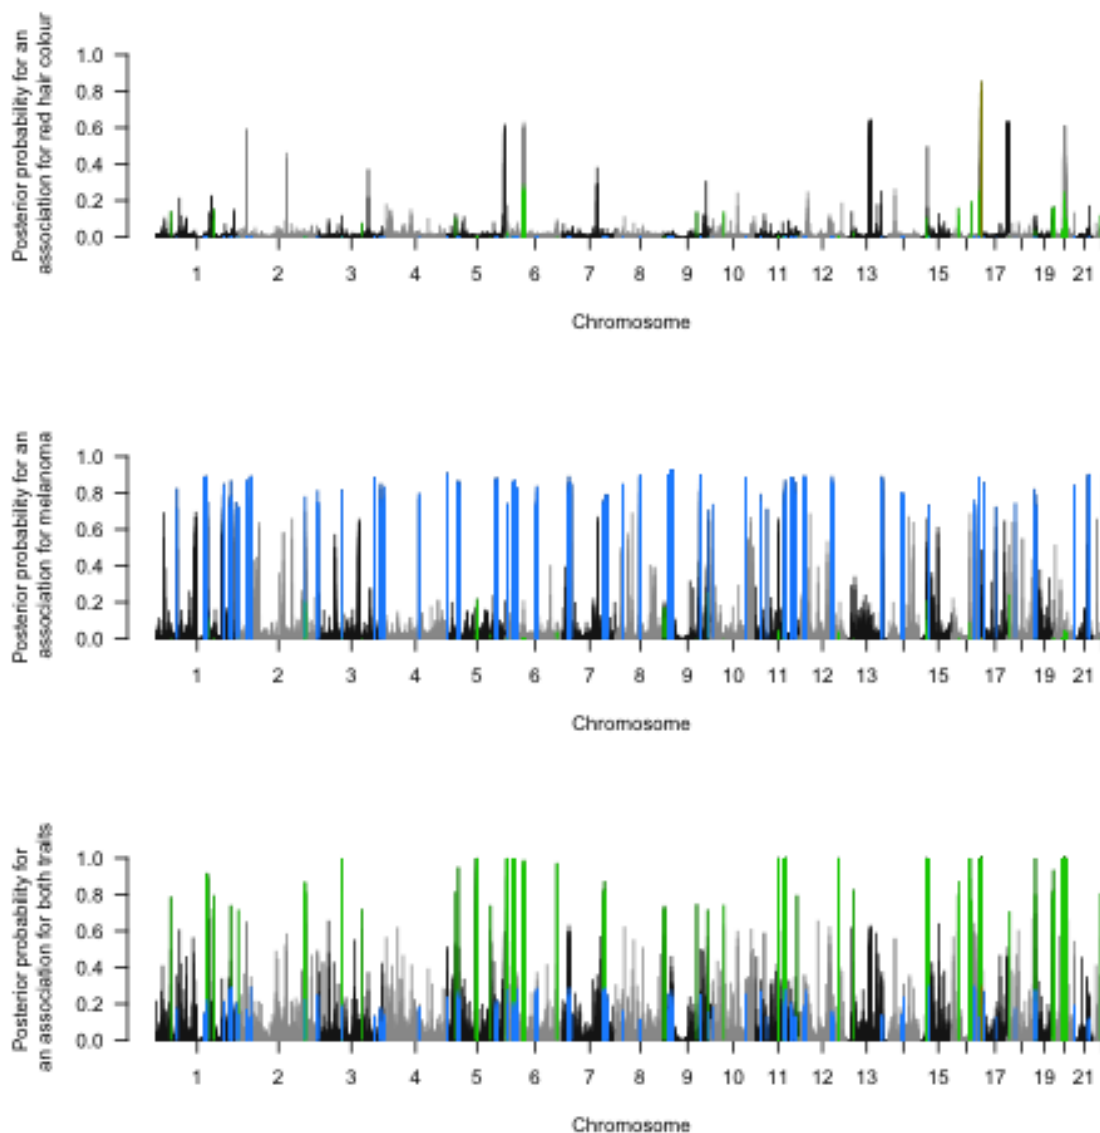 Posterior probability for an
association for red hair colour
1.0
0.8
0.6
0.4
0.2
0.0
1 2 3 4 5 6 7 8 9 10 11 12 13 15 17 19 21
Chromosome
Posterior probability for an
association for melanoma
1.0
0.8
0.6
0.4
0.2
0.0
1 2 3 4 5 6 7 8 9 10 11 12 13 15 17 19 21
Chromosome
Posterior probability for
an association for both traits
1.0
0.8
0.6
0.4
0.2
0.0
1 2 3 4 5 6 7 8 9 10 11 12 13 15 17 19 21
Chromosome